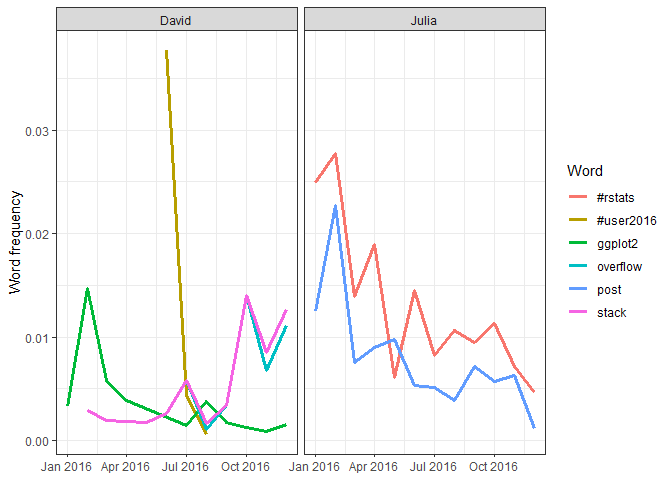 David Julia
Word frequency
0.03
0.02
0.01
0.00
Jan 2016 Apr 2016 Jul 2016 Oct 2016 Jan 2016 Apr 2016 Jul 2016 Oct 2016
Word
#rstats
#user2016
ggplot2
overflow
post
stack